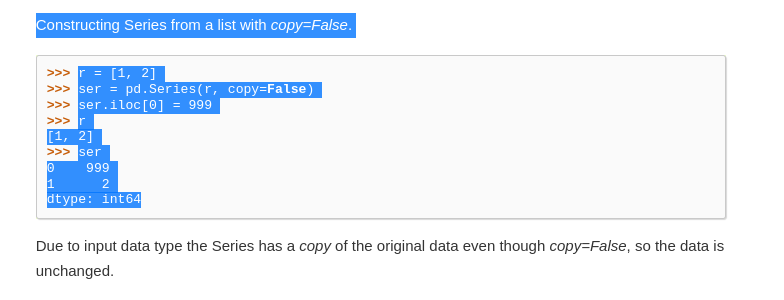 Constructing Series from a list with copy=False.
>>> r = [1, 2]
>>> ser = pd.Series(r, copy=False)
>>> ser.iloc[0] = 999
>>> r
[1, 2]
>>> ser
0    999
1      2
dtype: int64
Due to input data type the Series has a copy of the original data even though copy=False, so the data is
unchanged.